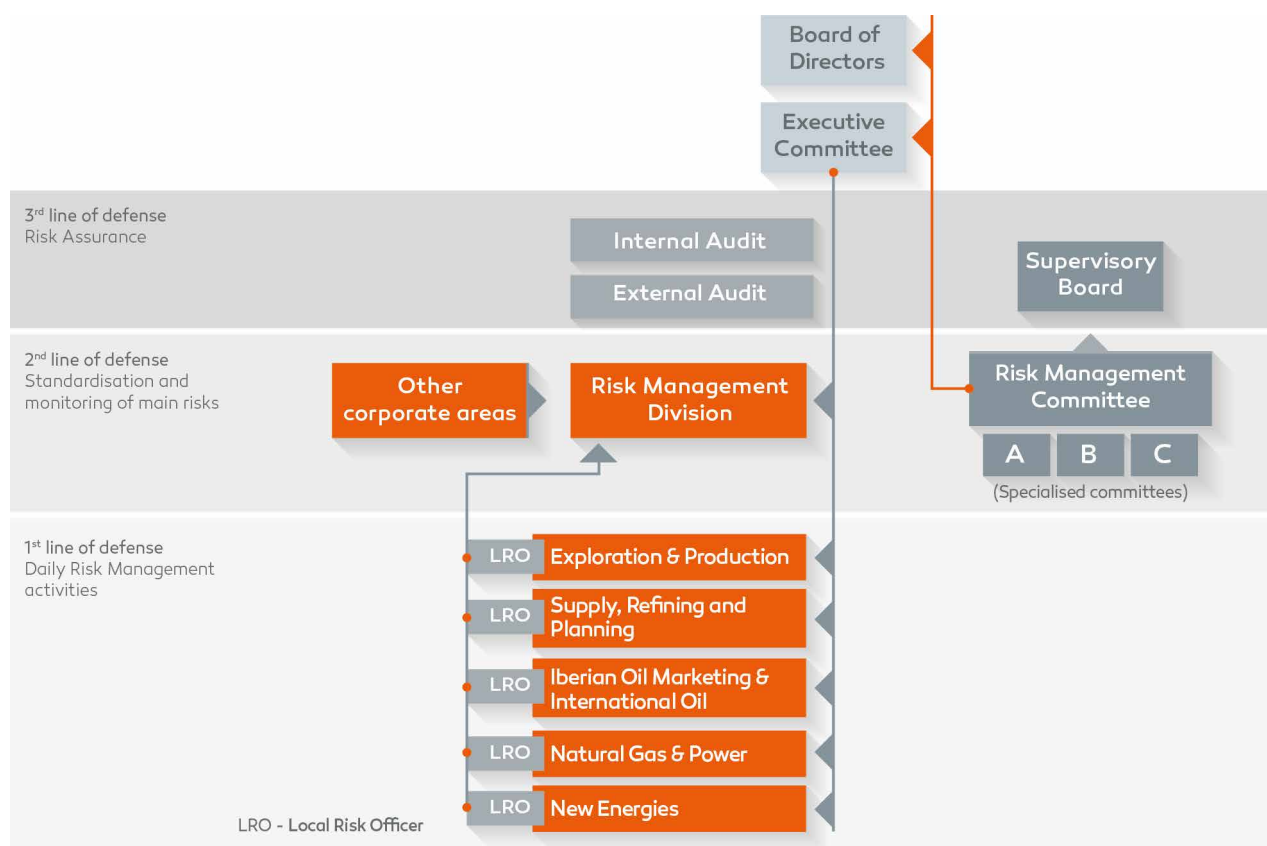 Board of
Directors
Executive
Committee
3rd line of defense
Risk Assurance
Internal Audit
External Audit
Supervisory
Board
2nd line of defense
Standardisation and
monitoring of main risks
Other
corporate areas
Risk Management
Division
Risk Management
Committee
A
B
C
(Specialised committees)
1st line of defense
Daily Risk Management
activities
LRO
Exploration & Production
LRO
Supply, Refining and
Planning
LRO
Iberian Oil Marketing &
International Oil
LRO
Natural Gas & Power
LRO
New Energies
LRO - Local Risk Officer